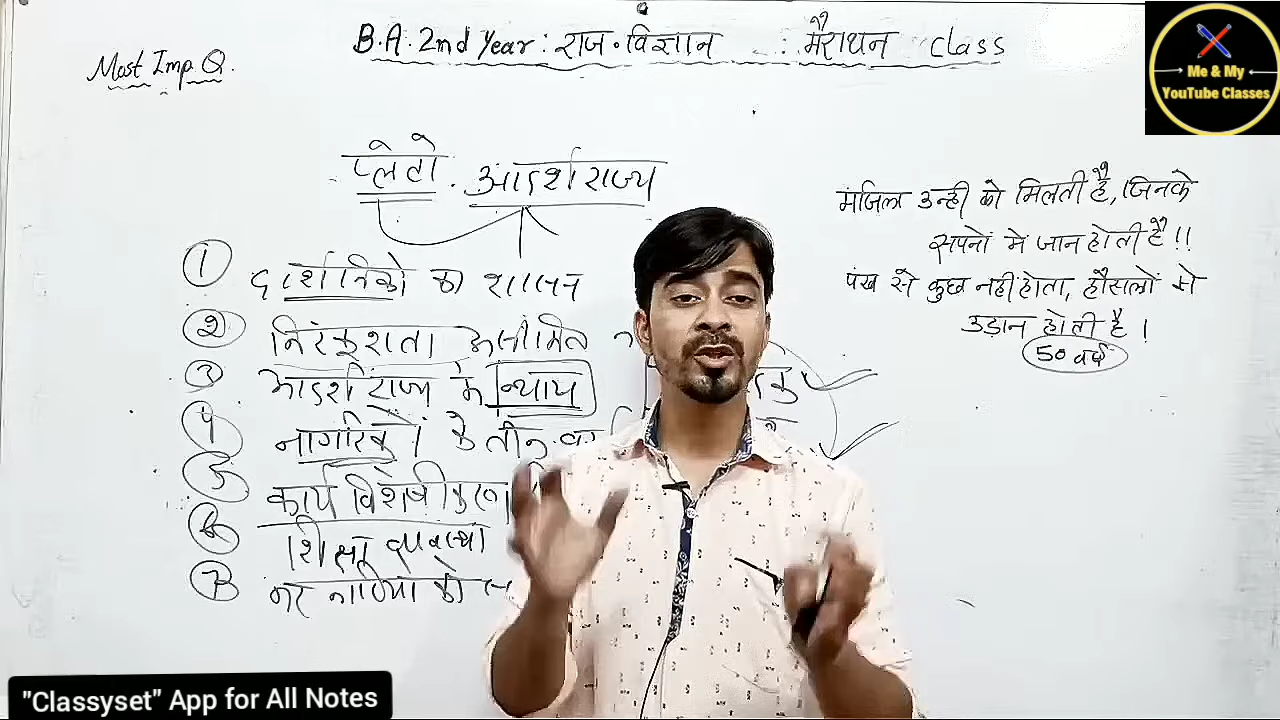 B.A. 2nd Year: राज॰विज्ञान : मैराथन class
Most Imp. Q.
Me & My
YouTube Classes
प्लेटो. आदर्श राज्य
मंजिल उन्ही को मिलती है, जिनके
सपनों में जान होती है !!
पंख से कुछ नहीं होता, हौसलों से
उड़ान होती है ।
50 वर्ष
① दार्शनिको का शासन
② निरंकुशता असीमित
③ आदर्श राज्य के न्याय
④ नागरिकों के तीन
⑤ कार्य विशेषीकरण
⑥ शिक्षा व्यवस्था
⑦ नर नारियो को
"Classyset" App for All Notes